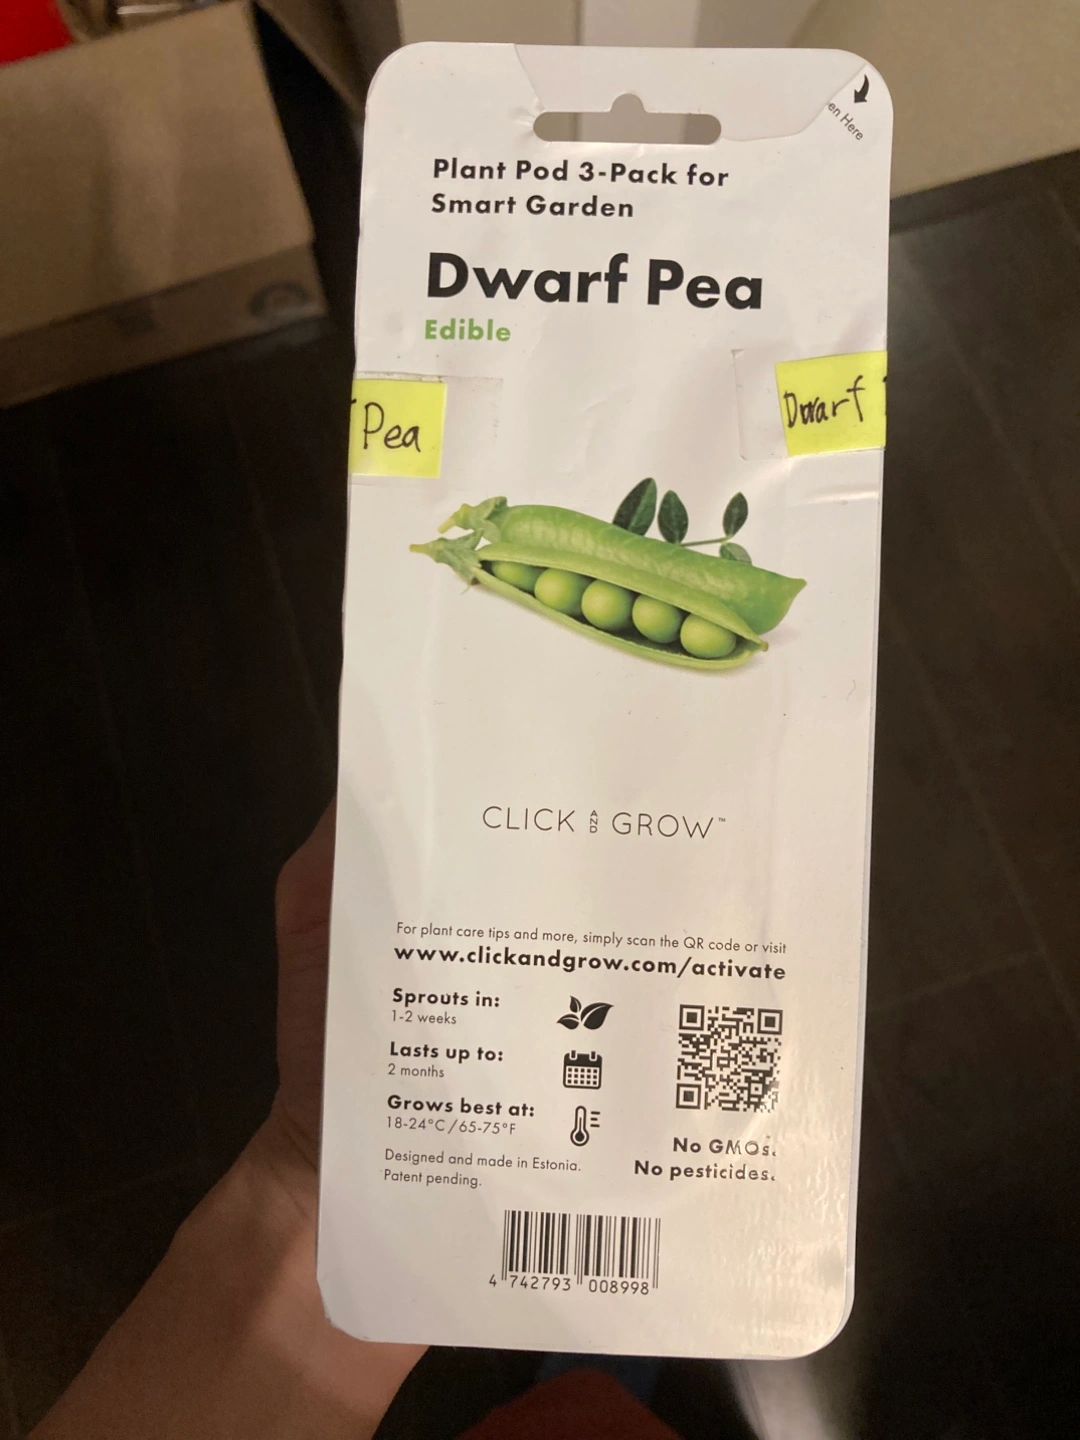 en Here
Plant Pod 3-Pack for
Smart Garden
Dwarf Pea
Edible
Pea
Dwarf
CLICK AND GROW™
For plant care tips and more, simply scan the QR code or visit
www.clickandgrow.com/activate
Sprouts in:
1-2 weeks
Lasts up to:
2 months
Grows best at:
18-24°C/65-75°F
No GMOs.
No pesticides.
Designed and made in Estonia.
Patent pending.
4 742793 008998